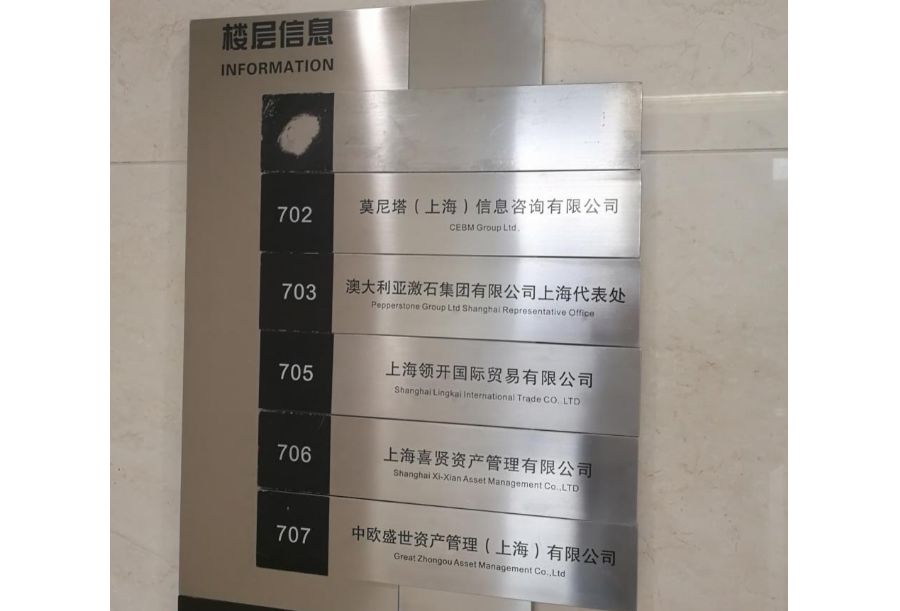 楼层信息
INFORMATION
702
莫尼塔（上海）信息咨询有限公司
CEBM Group Ltd.
703
澳大利亚激石集团有限公司上海代表处
Pepperstone Group Ltd Shanghai Representative Office
705
上海领开国际贸易有限公司
Shanghai Lingkai International Trade CO.,LTD
706
上海喜贤资产管理有限公司
Shanghai Xi-Xian Asset Management Co.,LTD
707
中欧盛世资产管理（上海）有限公司
Great Zhongou Asset Management Co.,Ltd